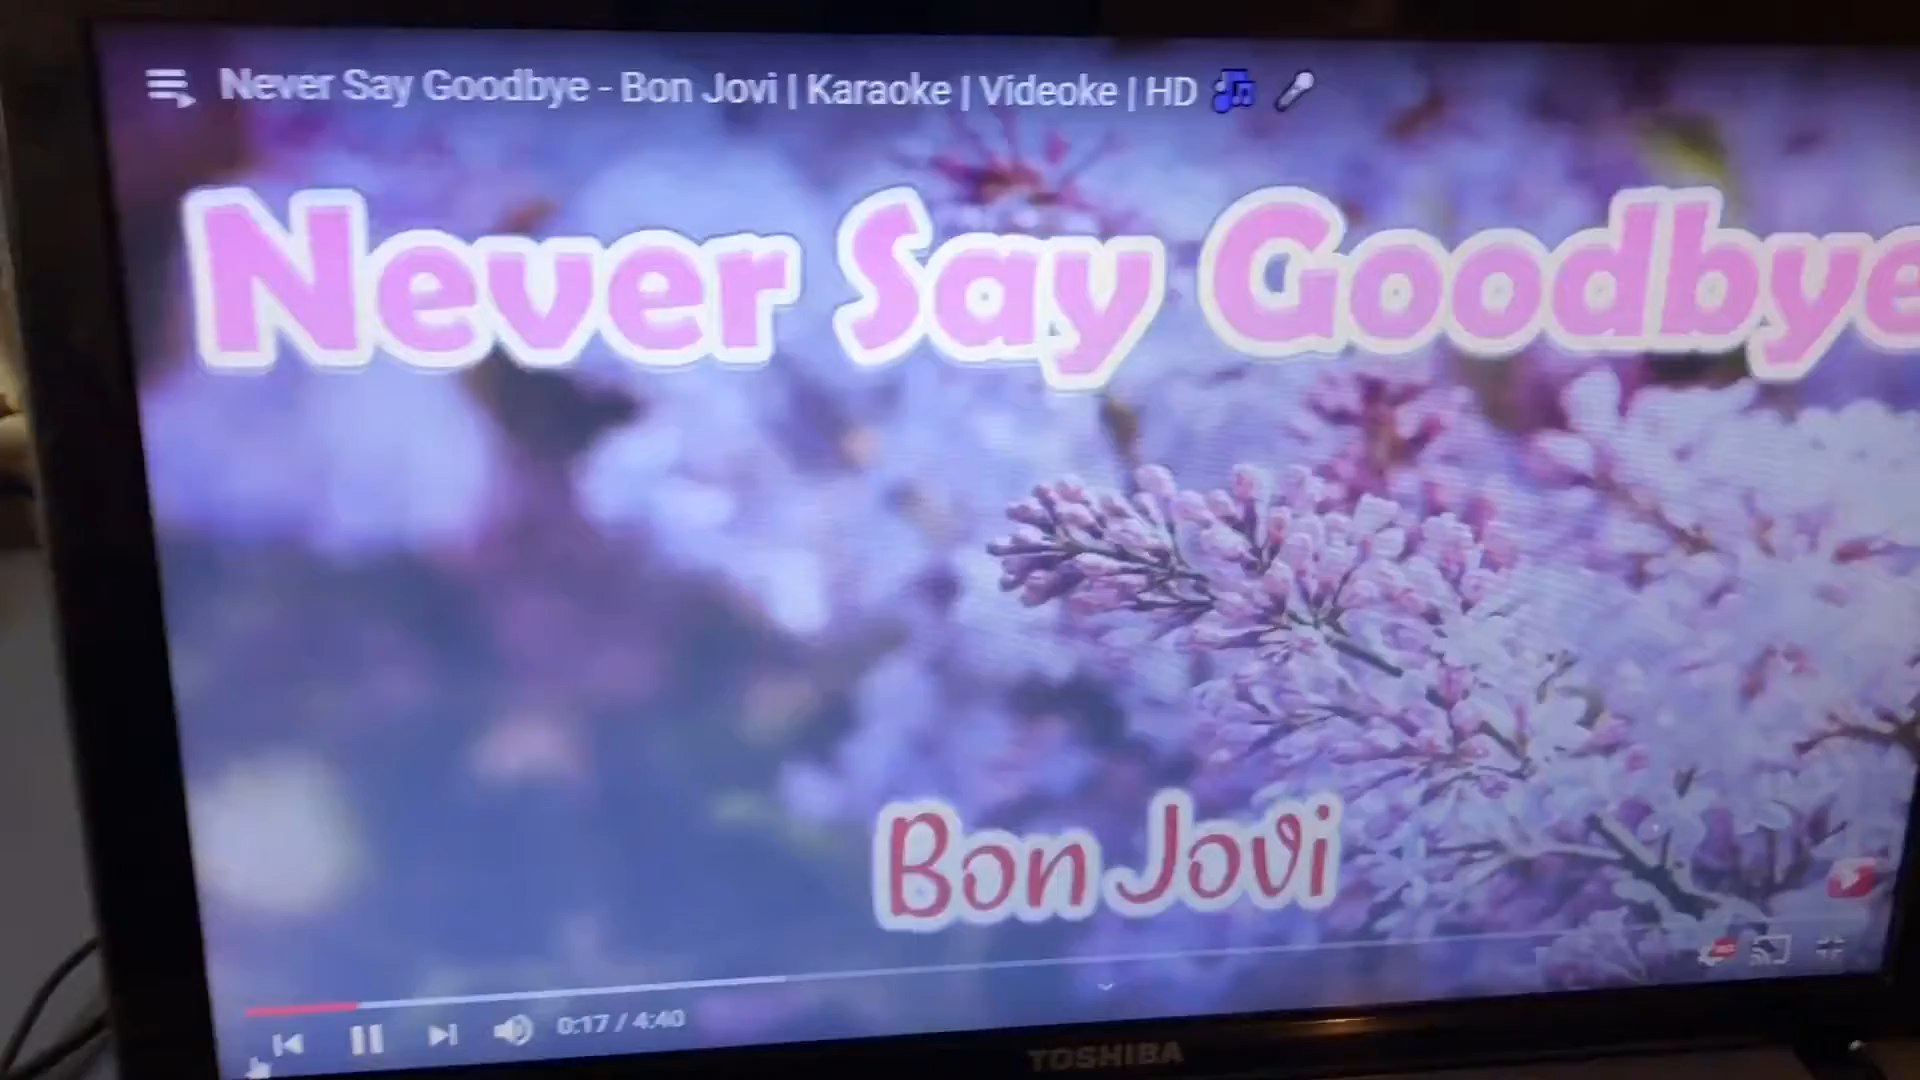 Never Say Goodbye - Bon Jovi | Karaoke | Videoke | HD
Never Say Goodbye
Bon Jovi
0:17 / 4:40
TOSHIBA